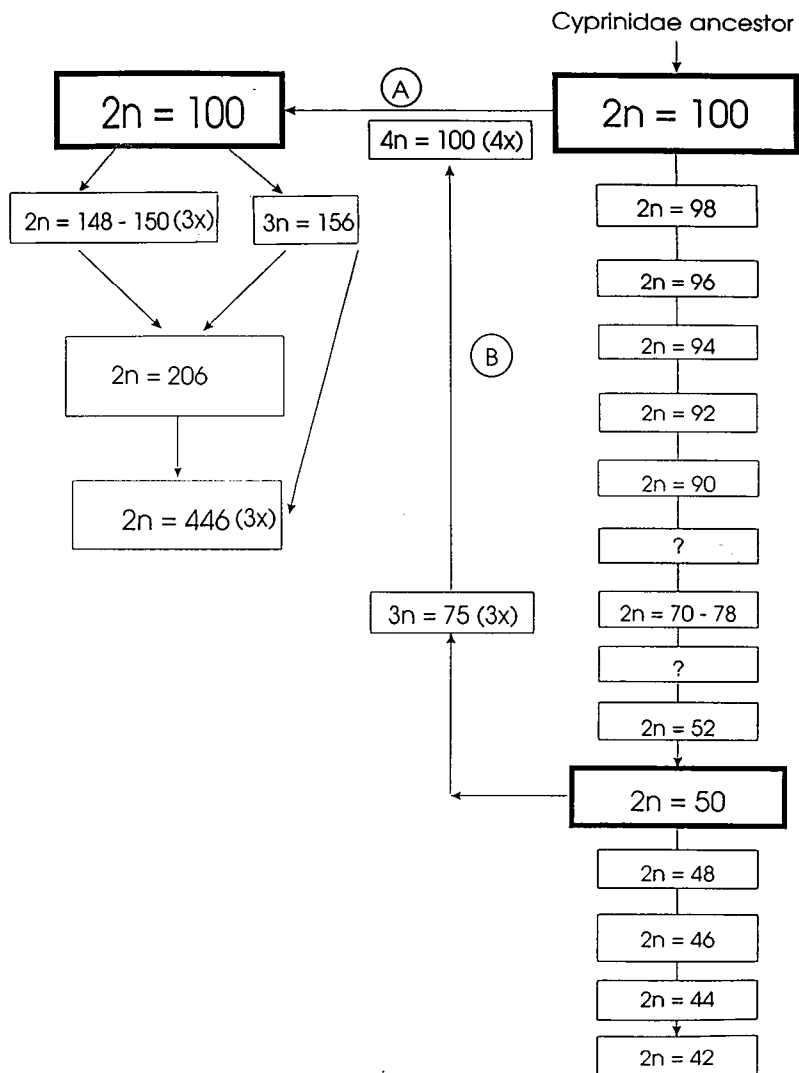 Cyprinidae ancestor
A
2n = 100
2n = 100
4n = 100 (4x)
2n = 148 - 150 (3x)
3n = 156
2n = 98
2n = 96
2n = 94
B
2n = 206
2n = 92
2n = 90
2n = 446 (3x)
?
3n = 75 (3x)
2n = 70 - 78
?
2n = 52
2n = 50
2n = 48
2n = 46
2n = 44
2n = 42